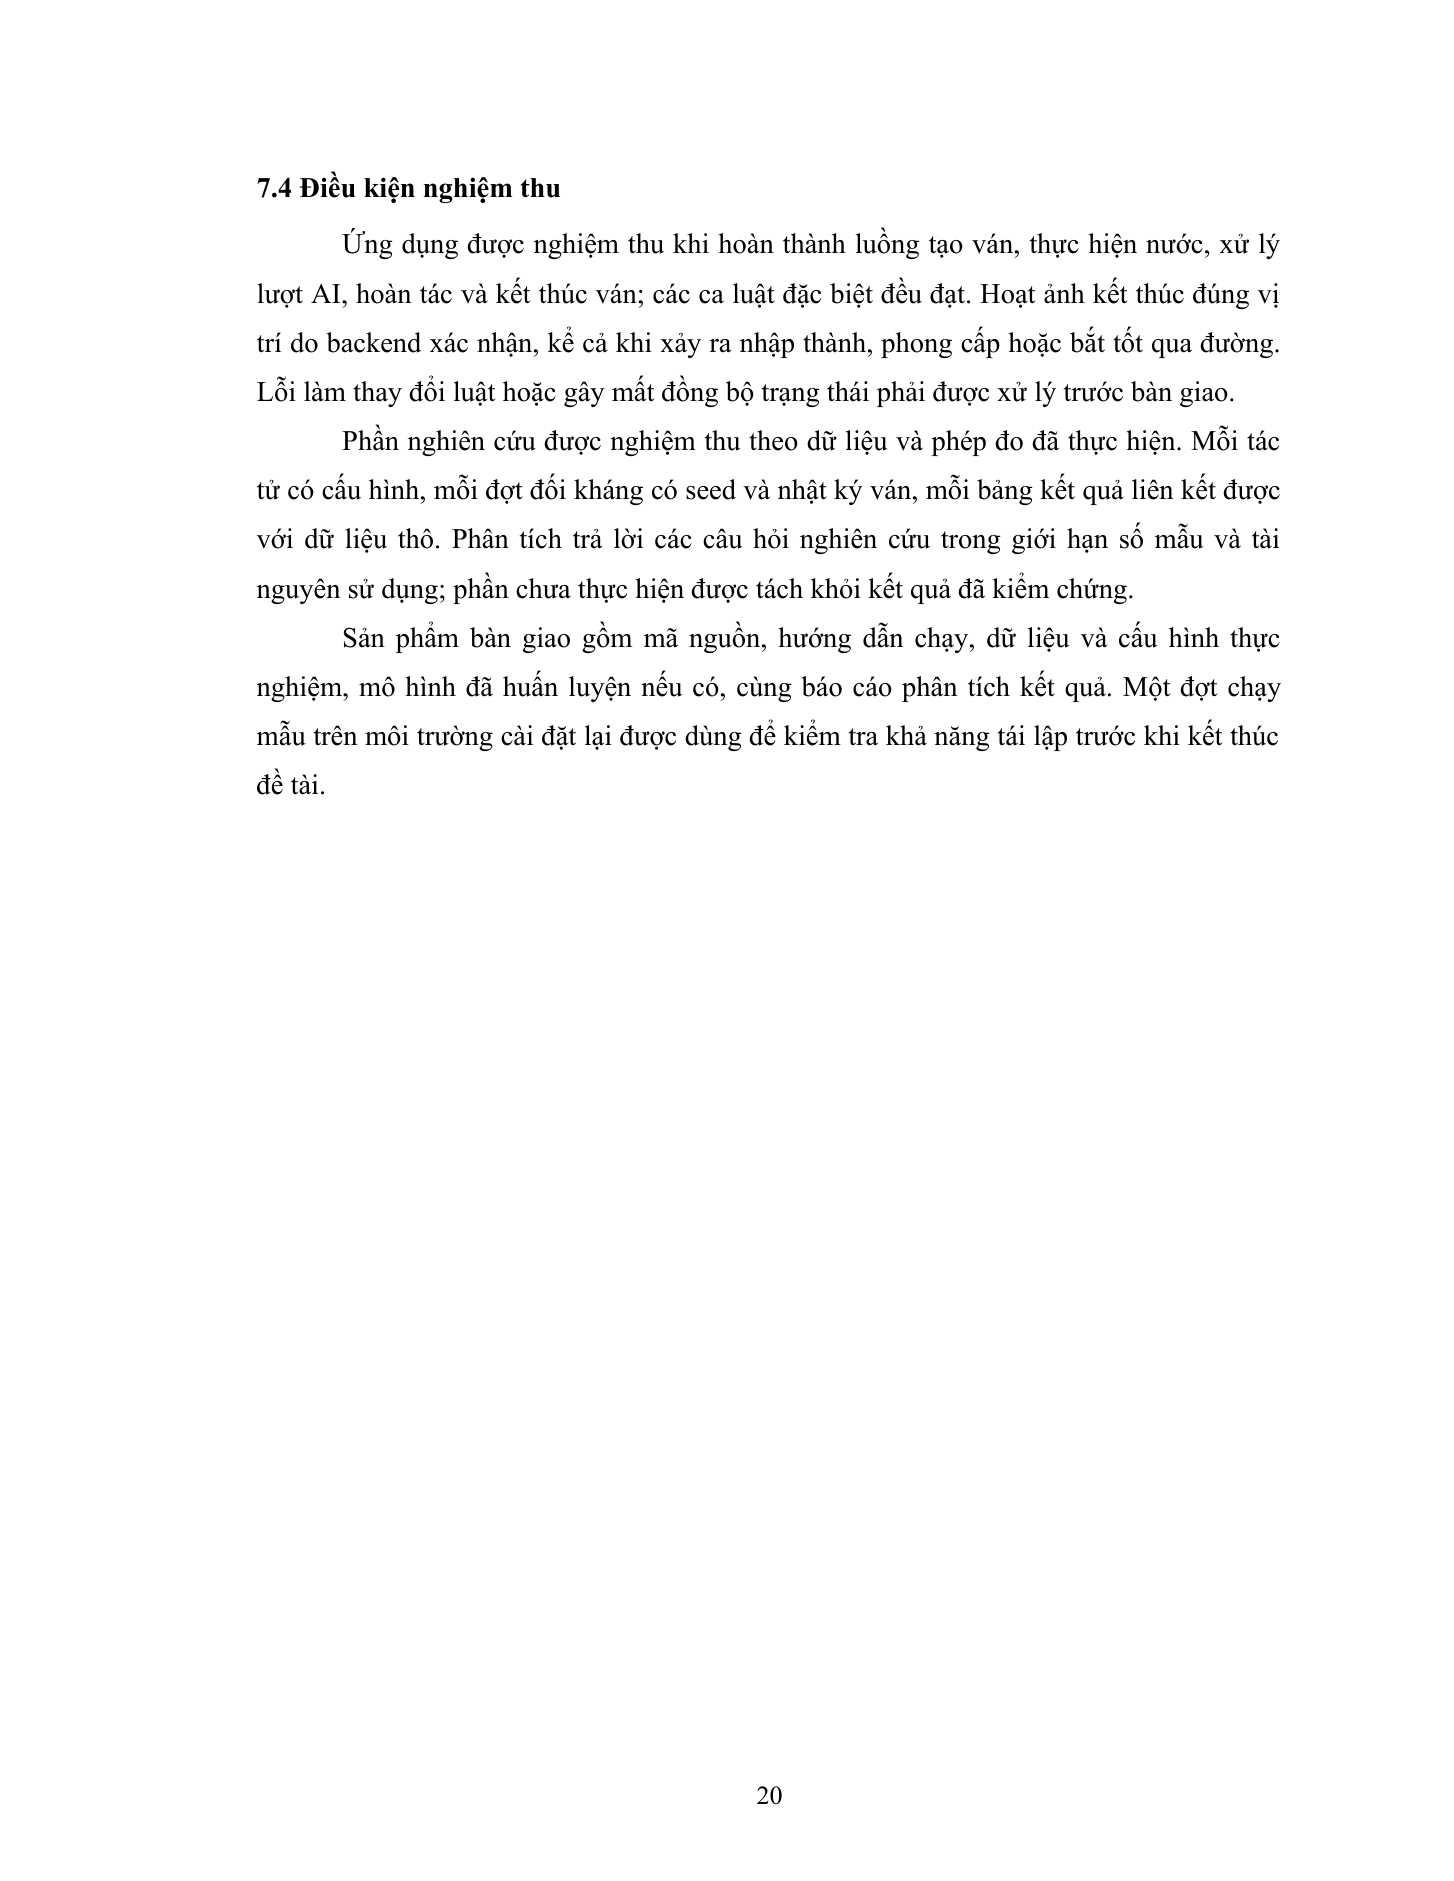 7.4 Điều kiện nghiệm thu
Ứng dụng được nghiệm thu khi hoàn thành luồng tạo ván, thực hiện nước, xử lý
lượt AI, hoàn tác và kết thúc ván; các ca luật đặc biệt đều đạt. Hoạt ảnh kết thúc đúng vị
trí do backend xác nhận, kể cả khi xảy ra nhập thành, phong cấp hoặc bắt tốt qua đường.
Lỗi làm thay đổi luật hoặc gây mất đồng bộ trạng thái phải được xử lý trước bàn giao.
Phần nghiên cứu được nghiệm thu theo dữ liệu và phép đo đã thực hiện. Mỗi tác
tử có cấu hình, mỗi đợt đối kháng có seed và nhật ký ván, mỗi bảng kết quả liên kết được
với dữ liệu thô. Phân tích trả lời các câu hỏi nghiên cứu trong giới hạn số mẫu và tài
nguyên sử dụng; phần chưa thực hiện được tách khỏi kết quả đã kiểm chứng.
Sản phẩm bàn giao gồm mã nguồn, hướng dẫn chạy, dữ liệu và cấu hình thực
nghiệm, mô hình đã huấn luyện nếu có, cùng báo cáo phân tích kết quả. Một đợt chạy
mẫu trên môi trường cài đặt lại được dùng để kiểm tra khả năng tái lập trước khi kết thúc
đề tài.
20